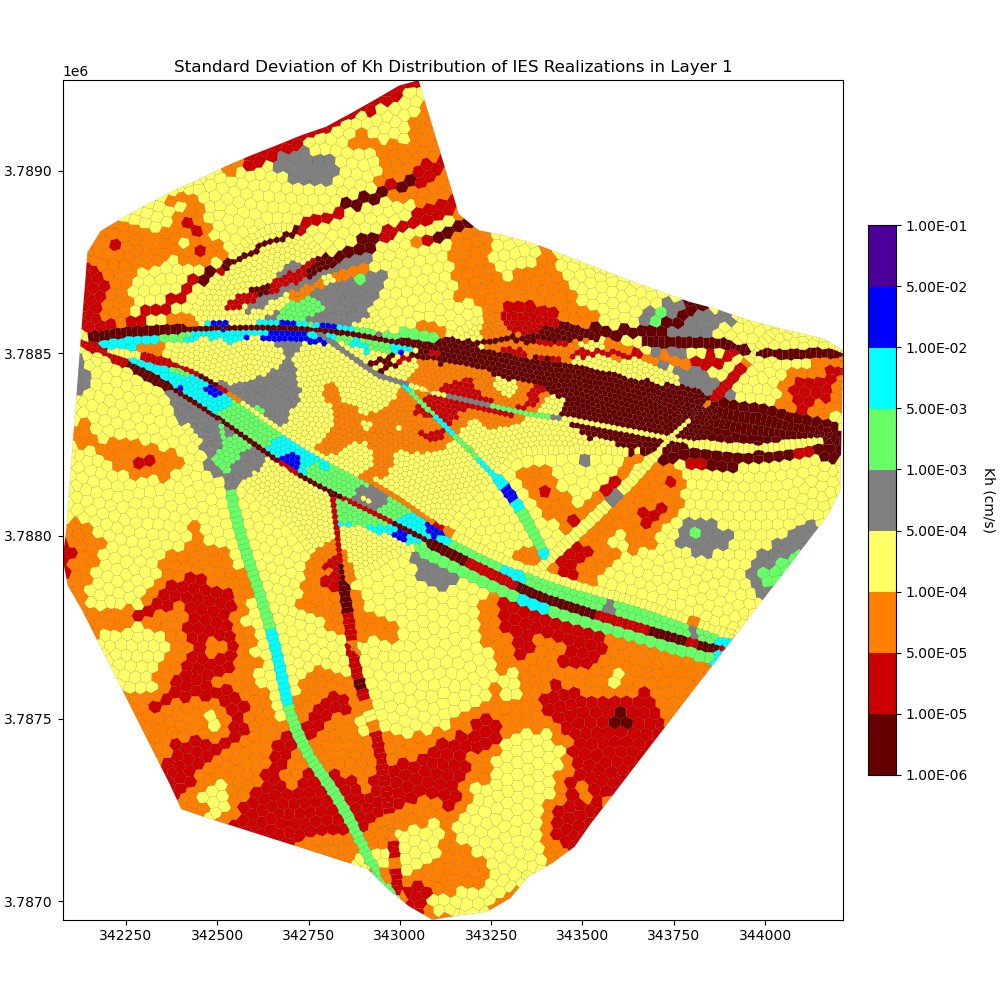 Standard Deviation of Kh Distribution of IES Realizations in Layer 1
1e6
3.7890
3.7885
3.7880
3.7875
3.7870
342250 342500 342750 343000 343250 343500 343750 344000
1.00E-01
5.00E-02
1.00E-02
5.00E-03
1.00E-03
5.00E-04
1.00E-04
5.00E-05
1.00E-05
1.00E-06
Kh (cm/s)